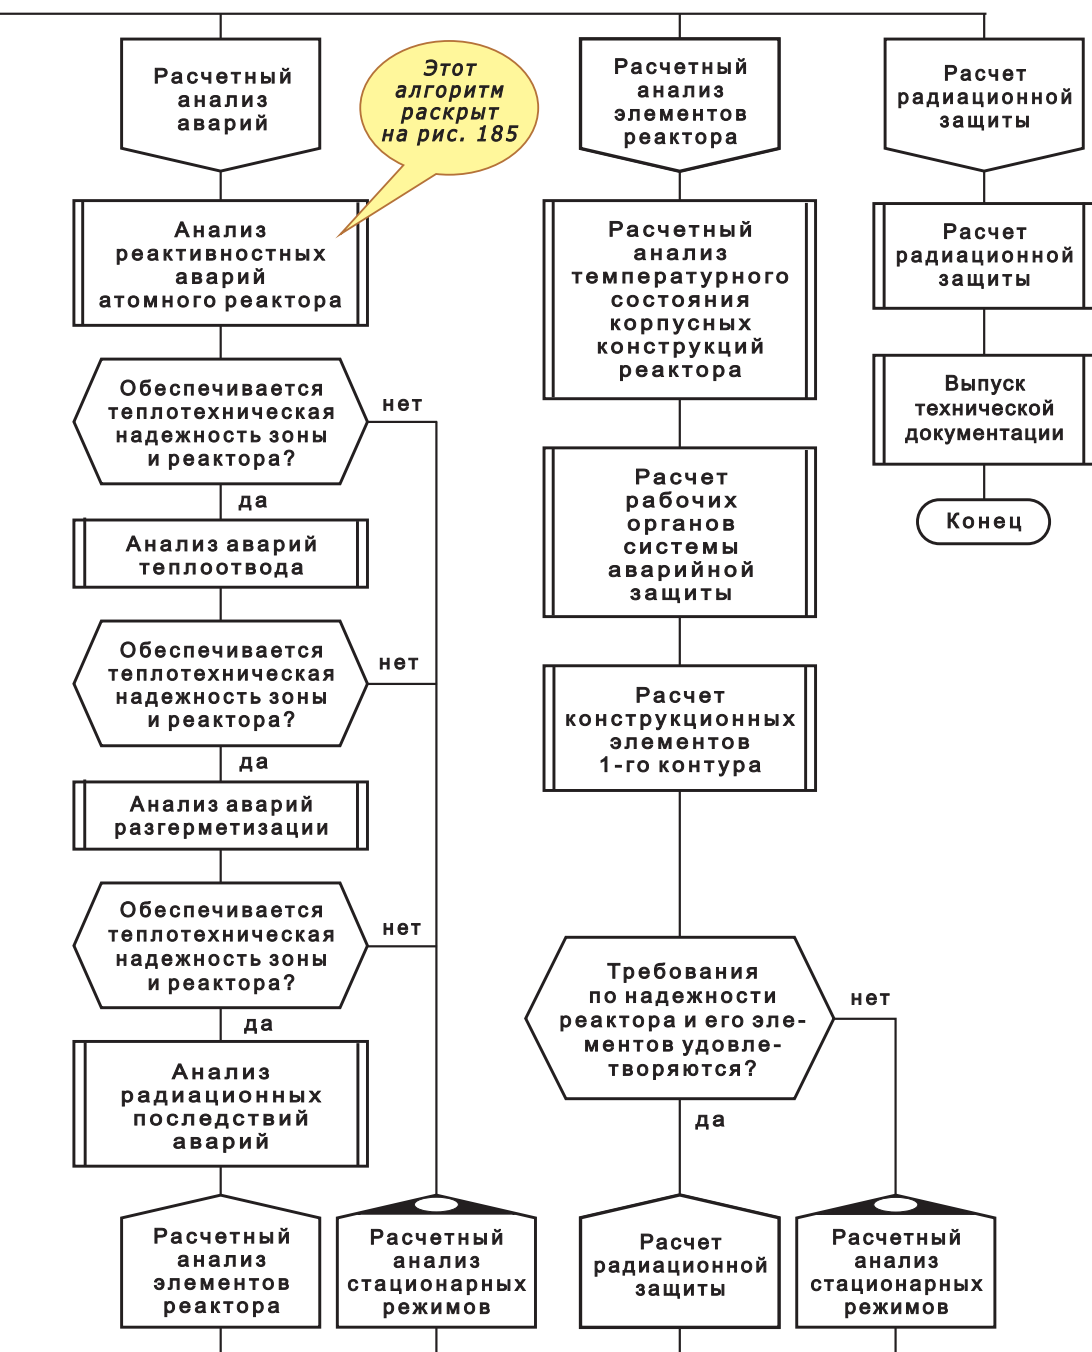 Расчетный
анализ
аварий
Этот
алгоритм
раскрыт
на рис. 185
Анализ
реактивностных
аварий
атомного реактора
Обеспечивается
теплотехническая
надежность зоны
и реактора?
нет
да
Анализ аварий
теплоотвода
Обеспечивается
теплотехническая
надежность зоны
и реактора?
нет
да
Анализ аварий
разгерметизации
Обеспечивается
теплотехническая
надежность зоны
и реактора?
нет
да
Анализ
радиационных
последствий
аварий
Расчетный
анализ
элементов
реактора
Расчетный
анализ
стационарных
режимов
Расчетный
анализ
элементов
реактора
Расчетный
анализ
температурного
состояния
корпусных
конструкций
реактора
Расчет
рабочих
органов
системы
аварийной
защиты
Расчет
конструкционных
элементов
1-го контура
Требования
по надежности
реактора и его эле-
ментов удовле-
творяются?
нет
да
Расчет
радиационной
защиты
Расчетный
анализ
стационарных
режимов
Расчет
радиационной
защиты
Расчет
радиационной
защиты
Выпуск
технической
документации
Конец